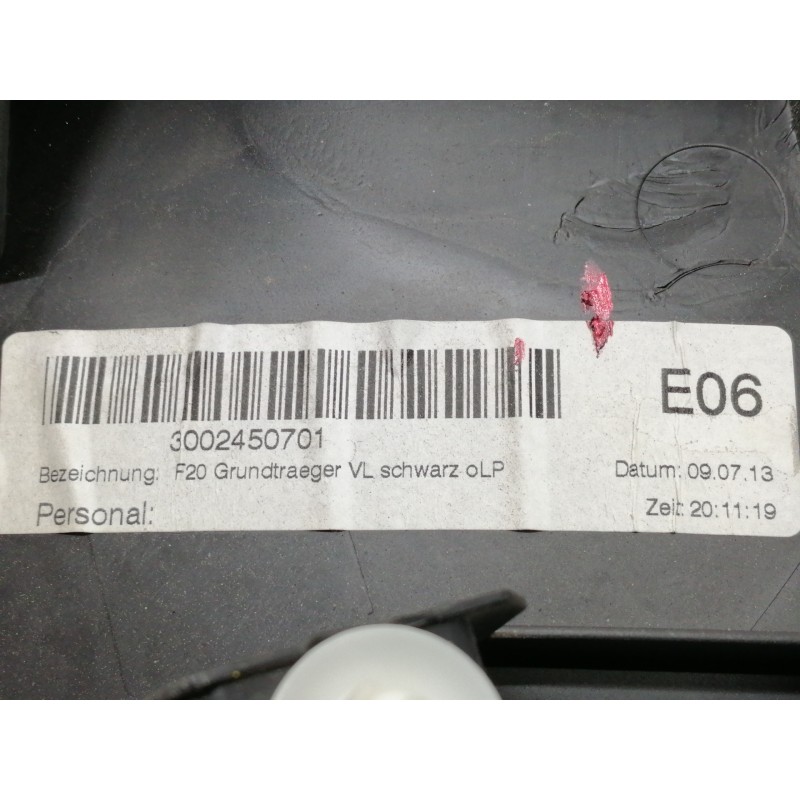 E06
3002450701
Bezeichnung: F20 Grundtraeger VL schwarz oLP
Datum: 09.07.13
Personal:
Zeit: 20:11:19